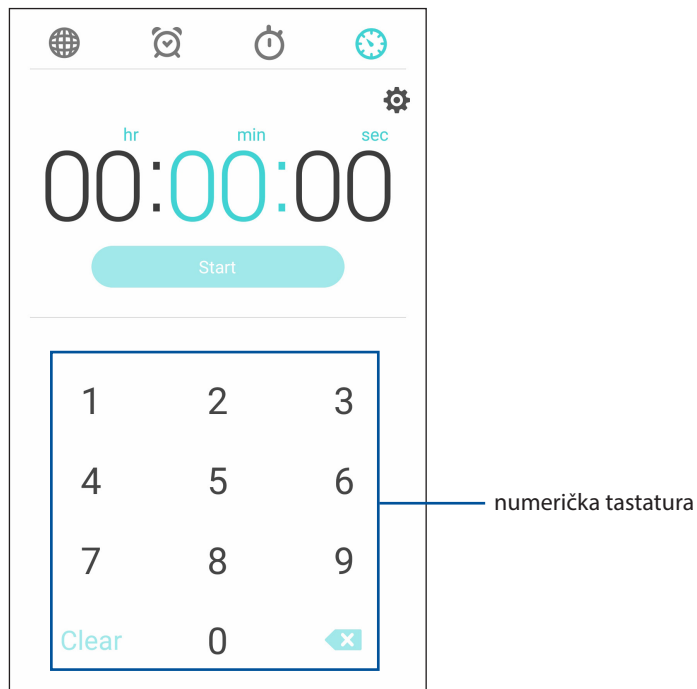 hr min sec
00:00:00
Start
1 2 3
4 5 6
numerička tastatura
7 8 9
Clear 0